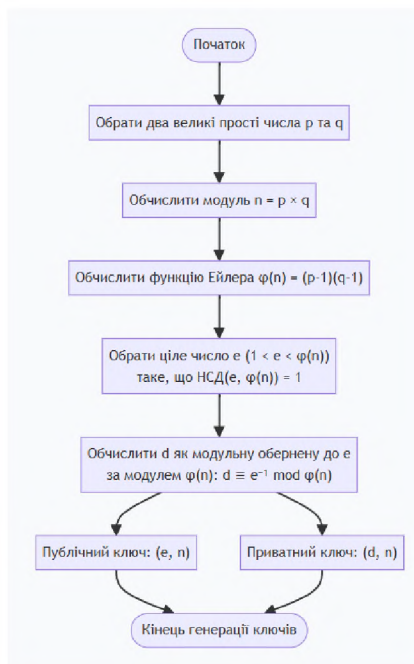 Початок
Обрати два великі прості числа p та q
Обчислити модуль n = p × q
Обчислити функцію Ейлера φ(n) = (p-1)(q-1)
Обрати ціле число e (1 < e < φ(n))
таке, що НСД(e, φ(n)) = 1
Обчислити d як модульну обернену до e
за модулем φ(n): d ≡ e⁻¹ mod φ(n)
Публічний ключ: (e, n)
Приватний ключ: (d, n)
Кінець генерації ключів